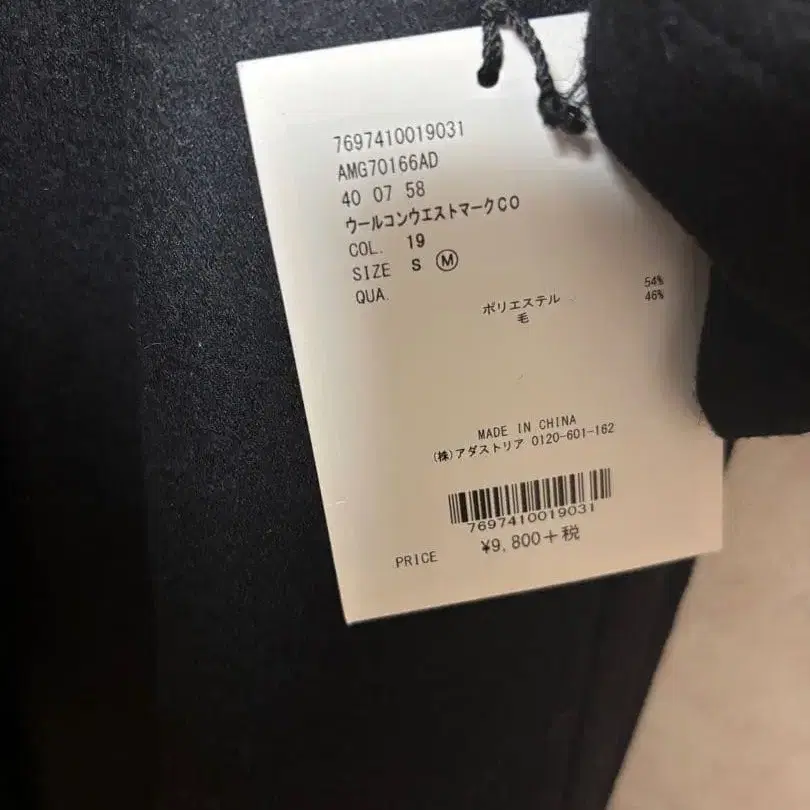 7697410019031
AMG70166AD
40 07 58
ウールコンウエストマークCO
COL. 19
SIZE S M
QUA.
ポリエステル 54%
毛 46%
MADE IN CHINA
(株)アダストリア 0120-601-162
7697410019031
PRICE ¥9,800+税